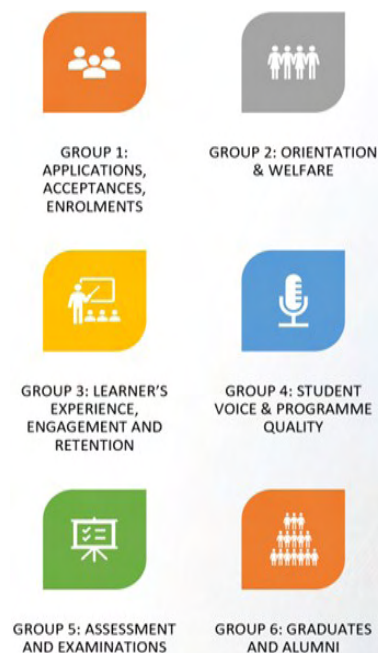 GROUP 1:
APPLICATIONS,
ACCEPTANCES,
ENROLMENTS
GROUP 2: ORIENTATION
& WELFARE
GROUP 3: LEARNER'S
EXPERIENCE,
ENGAGEMENT AND
RETENTION
GROUP 4: STUDENT
VOICE & PROGRAMME
QUALITY
GROUP 5: ASSESSMENT
AND EXAMINATIONS
GROUP 6: GRADUATES
AND ALUMNI